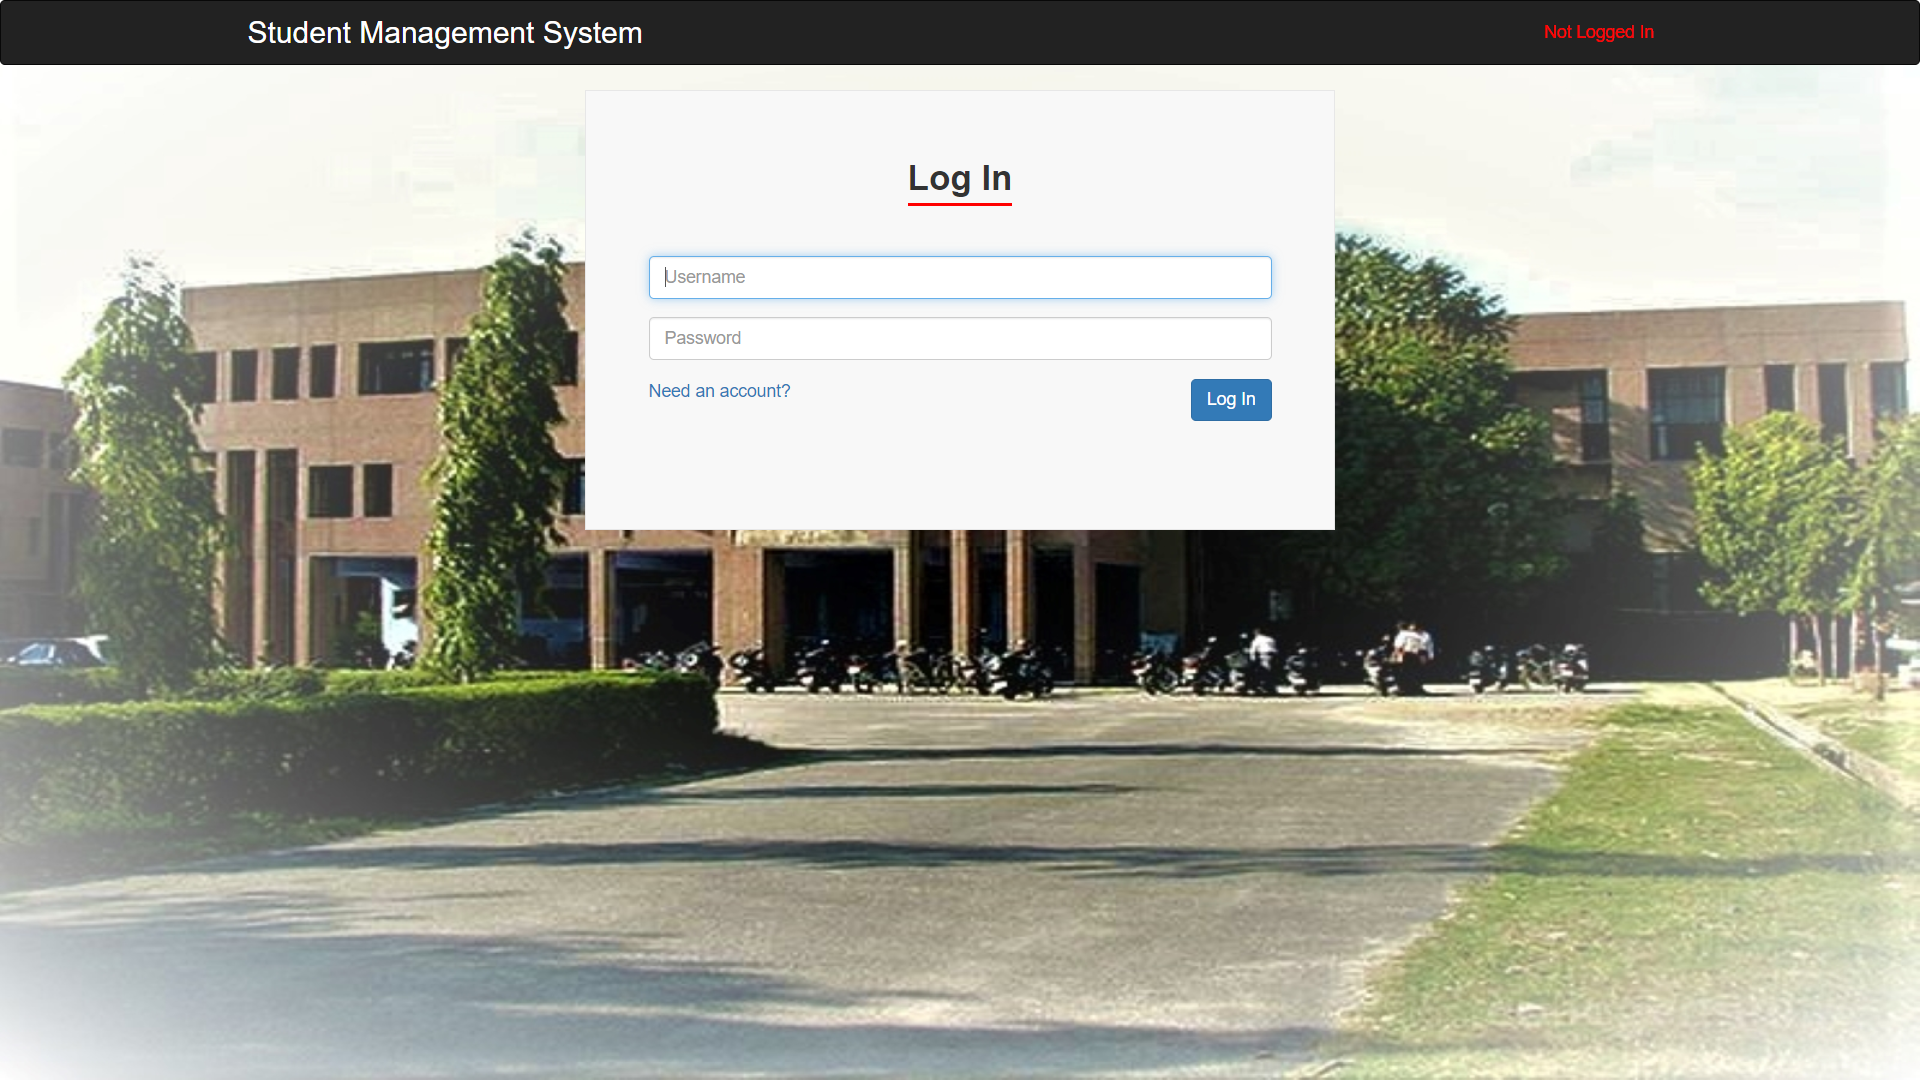 Student Management System
Not Logged In
Log In
Username
Password
Need an account?
Log In